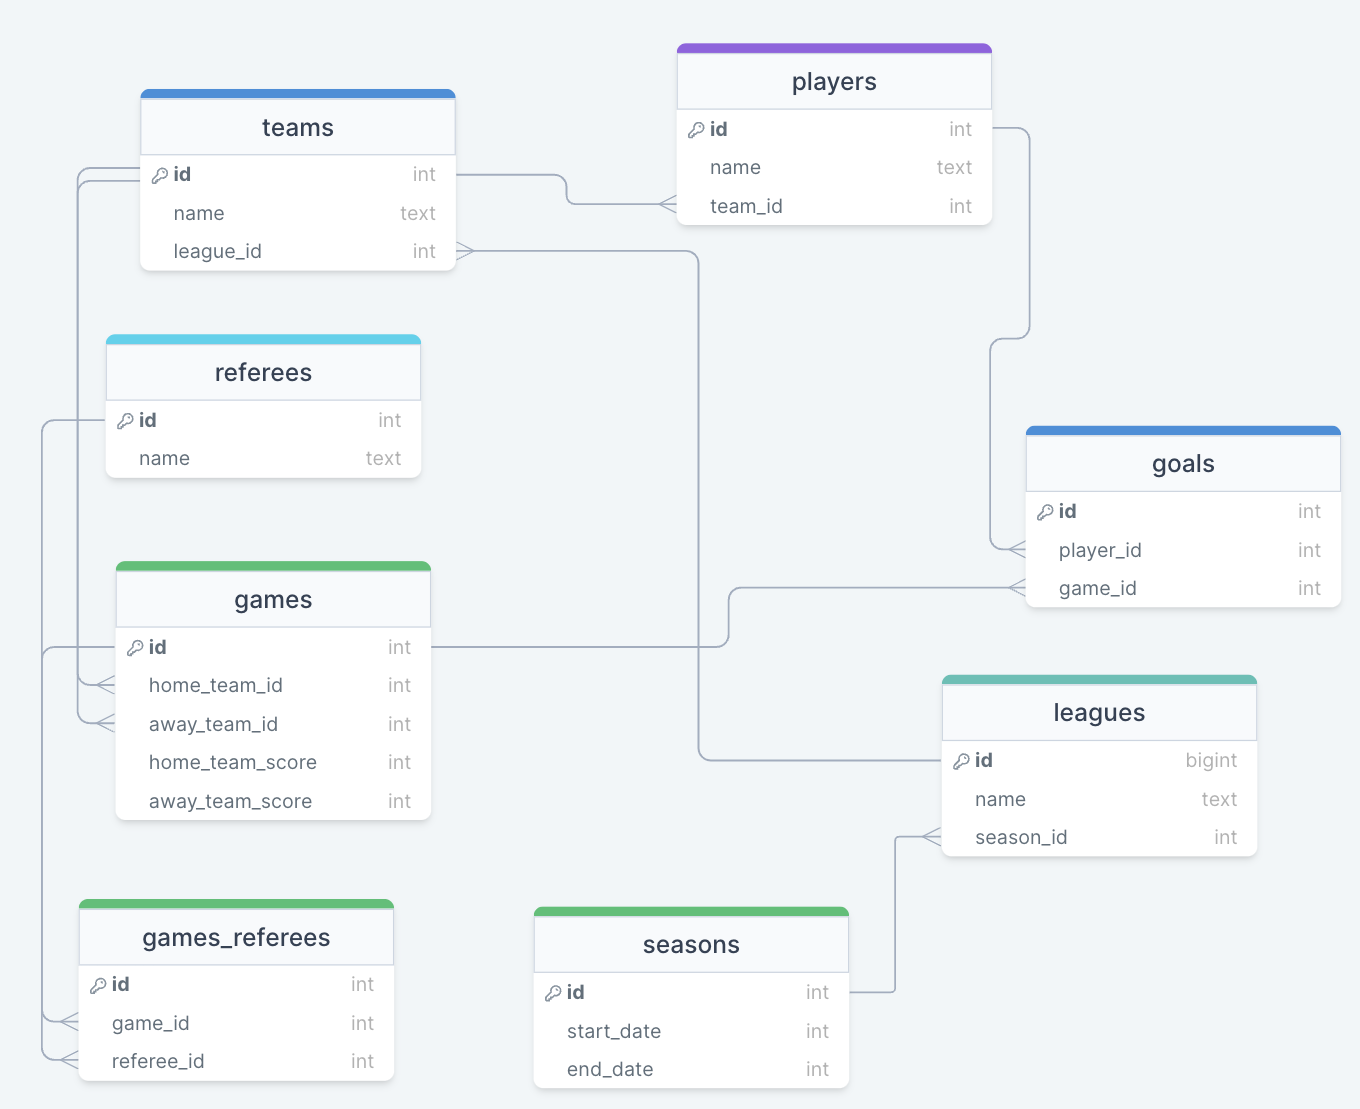 players
id int
name text
team_id int
teams
id int
name text
league_id int
referees
id int
name text
goals
id int
player_id int
game_id int
games
id int
home_team_id int
away_team_id int
home_team_score int
away_team_score int
leagues
id bigint
name text
season_id int
games_referees
id int
game_id int
referee_id int
seasons
id int
start_date int
end_date int